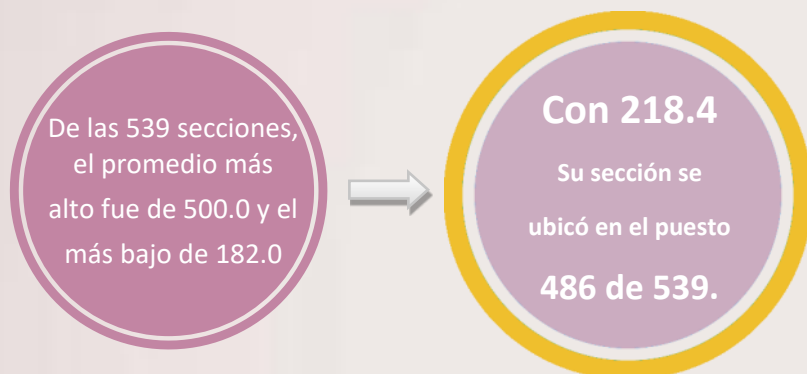 De las 539 secciones,
el promedio más
alto fue de 500.0 y el
más bajo de 182.0
Con 218.4
Su sección se
ubicó en el puesto
486 de 539.